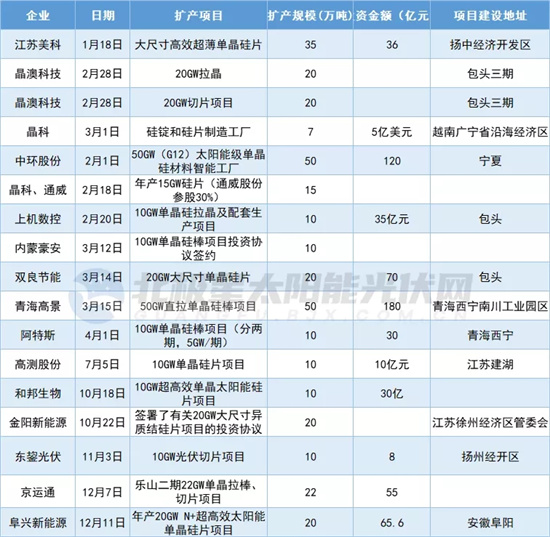 企业 日期 扩产项目 扩产规模(万吨) 资金额（亿元 项目建设地址
江苏美科 1月18日 大尺寸高效超薄单晶硅片 35 36 扬中经济开发区
晶澳科技 2月28日 20GW拉晶 20 包头三期
晶澳科技 2月28日 20GW切片项目 20 包头三期
晶科 3月1日 硅锭和硅片制造工厂 7 5亿美元 越南广宁省沿海经济区
中环股份 2月1日 50GW（G12）太阳能级单晶 50 120 宁夏
硅材料智能工厂
晶科、通威 2月18日 年产15GW硅片（通威股份 15
参股30%）
上机数控 2月20日 10GW单晶硅拉晶及配套生 10 35亿元 包头
产项目
内蒙豪安 3月12日 10GW单晶硅棒项目投资协 10
议签约
双良节能 3月14日 20GW大尺寸单晶硅片 20 70 包头
青海高景 3月15日 50GW直拉单晶硅棒项目 50 180 青海西宁南川工业园区
阿特斯 4月1日 10GW单晶硅棒项目（分两 10 30 青海西宁
期，5GW/期）
高测股份 7月5日 10GW单晶硅片项目 10 10亿元 江苏建湖
和邦生物 10月18日 10GW超高效单晶太阳能硅 10 30亿
片项目
金阳新能源 10月22日 签署了有关20GW大尺寸异 20 江苏徐州经济区管委会
质结硅片项目的投资协议
东鋆光伏 11月3日 10GW光伏切片项目 10 8 扬州经开区
京运通 12月7日 乐山二期22GW单晶拉棒、 22 55
切片项目
阜兴新能源 12月11日 年产20GW N+超高效太阳能 20 65.6 安徽阜阳
单晶硅片项目
北极星太阳能光伏网
GUANGFU.BJX.COM.CN